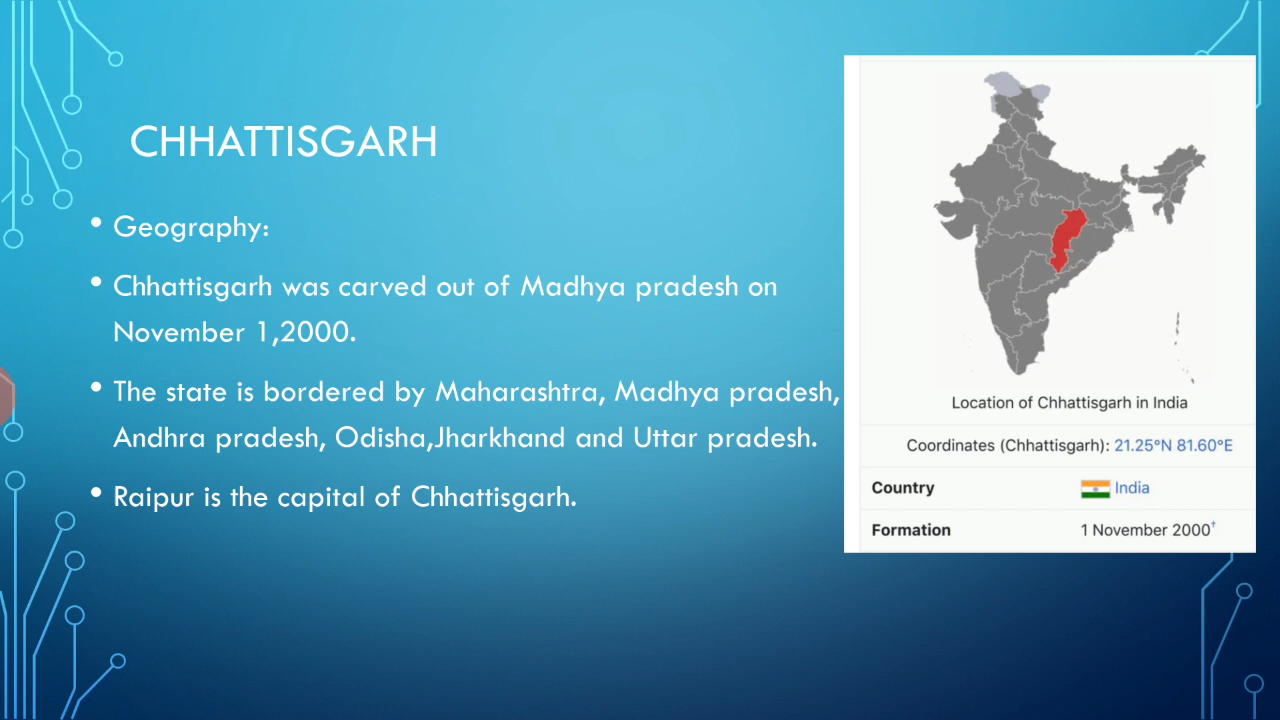 CHHATTISGARH
• Geography:
• Chhattisgarh was carved out of Madhya pradesh on
November 1,2000.
• The state is bordered by Maharashtra, Madhya pradesh,
Andhra pradesh, Odisha,Jharkhand and Uttar pradesh.
• Raipur is the capital of Chhattisgarh.
Location of Chhattisgarh in India
Coordinates (Chhattisgarh): 21.25°N 81.60°E
Country India
Formation 1 November 2000†